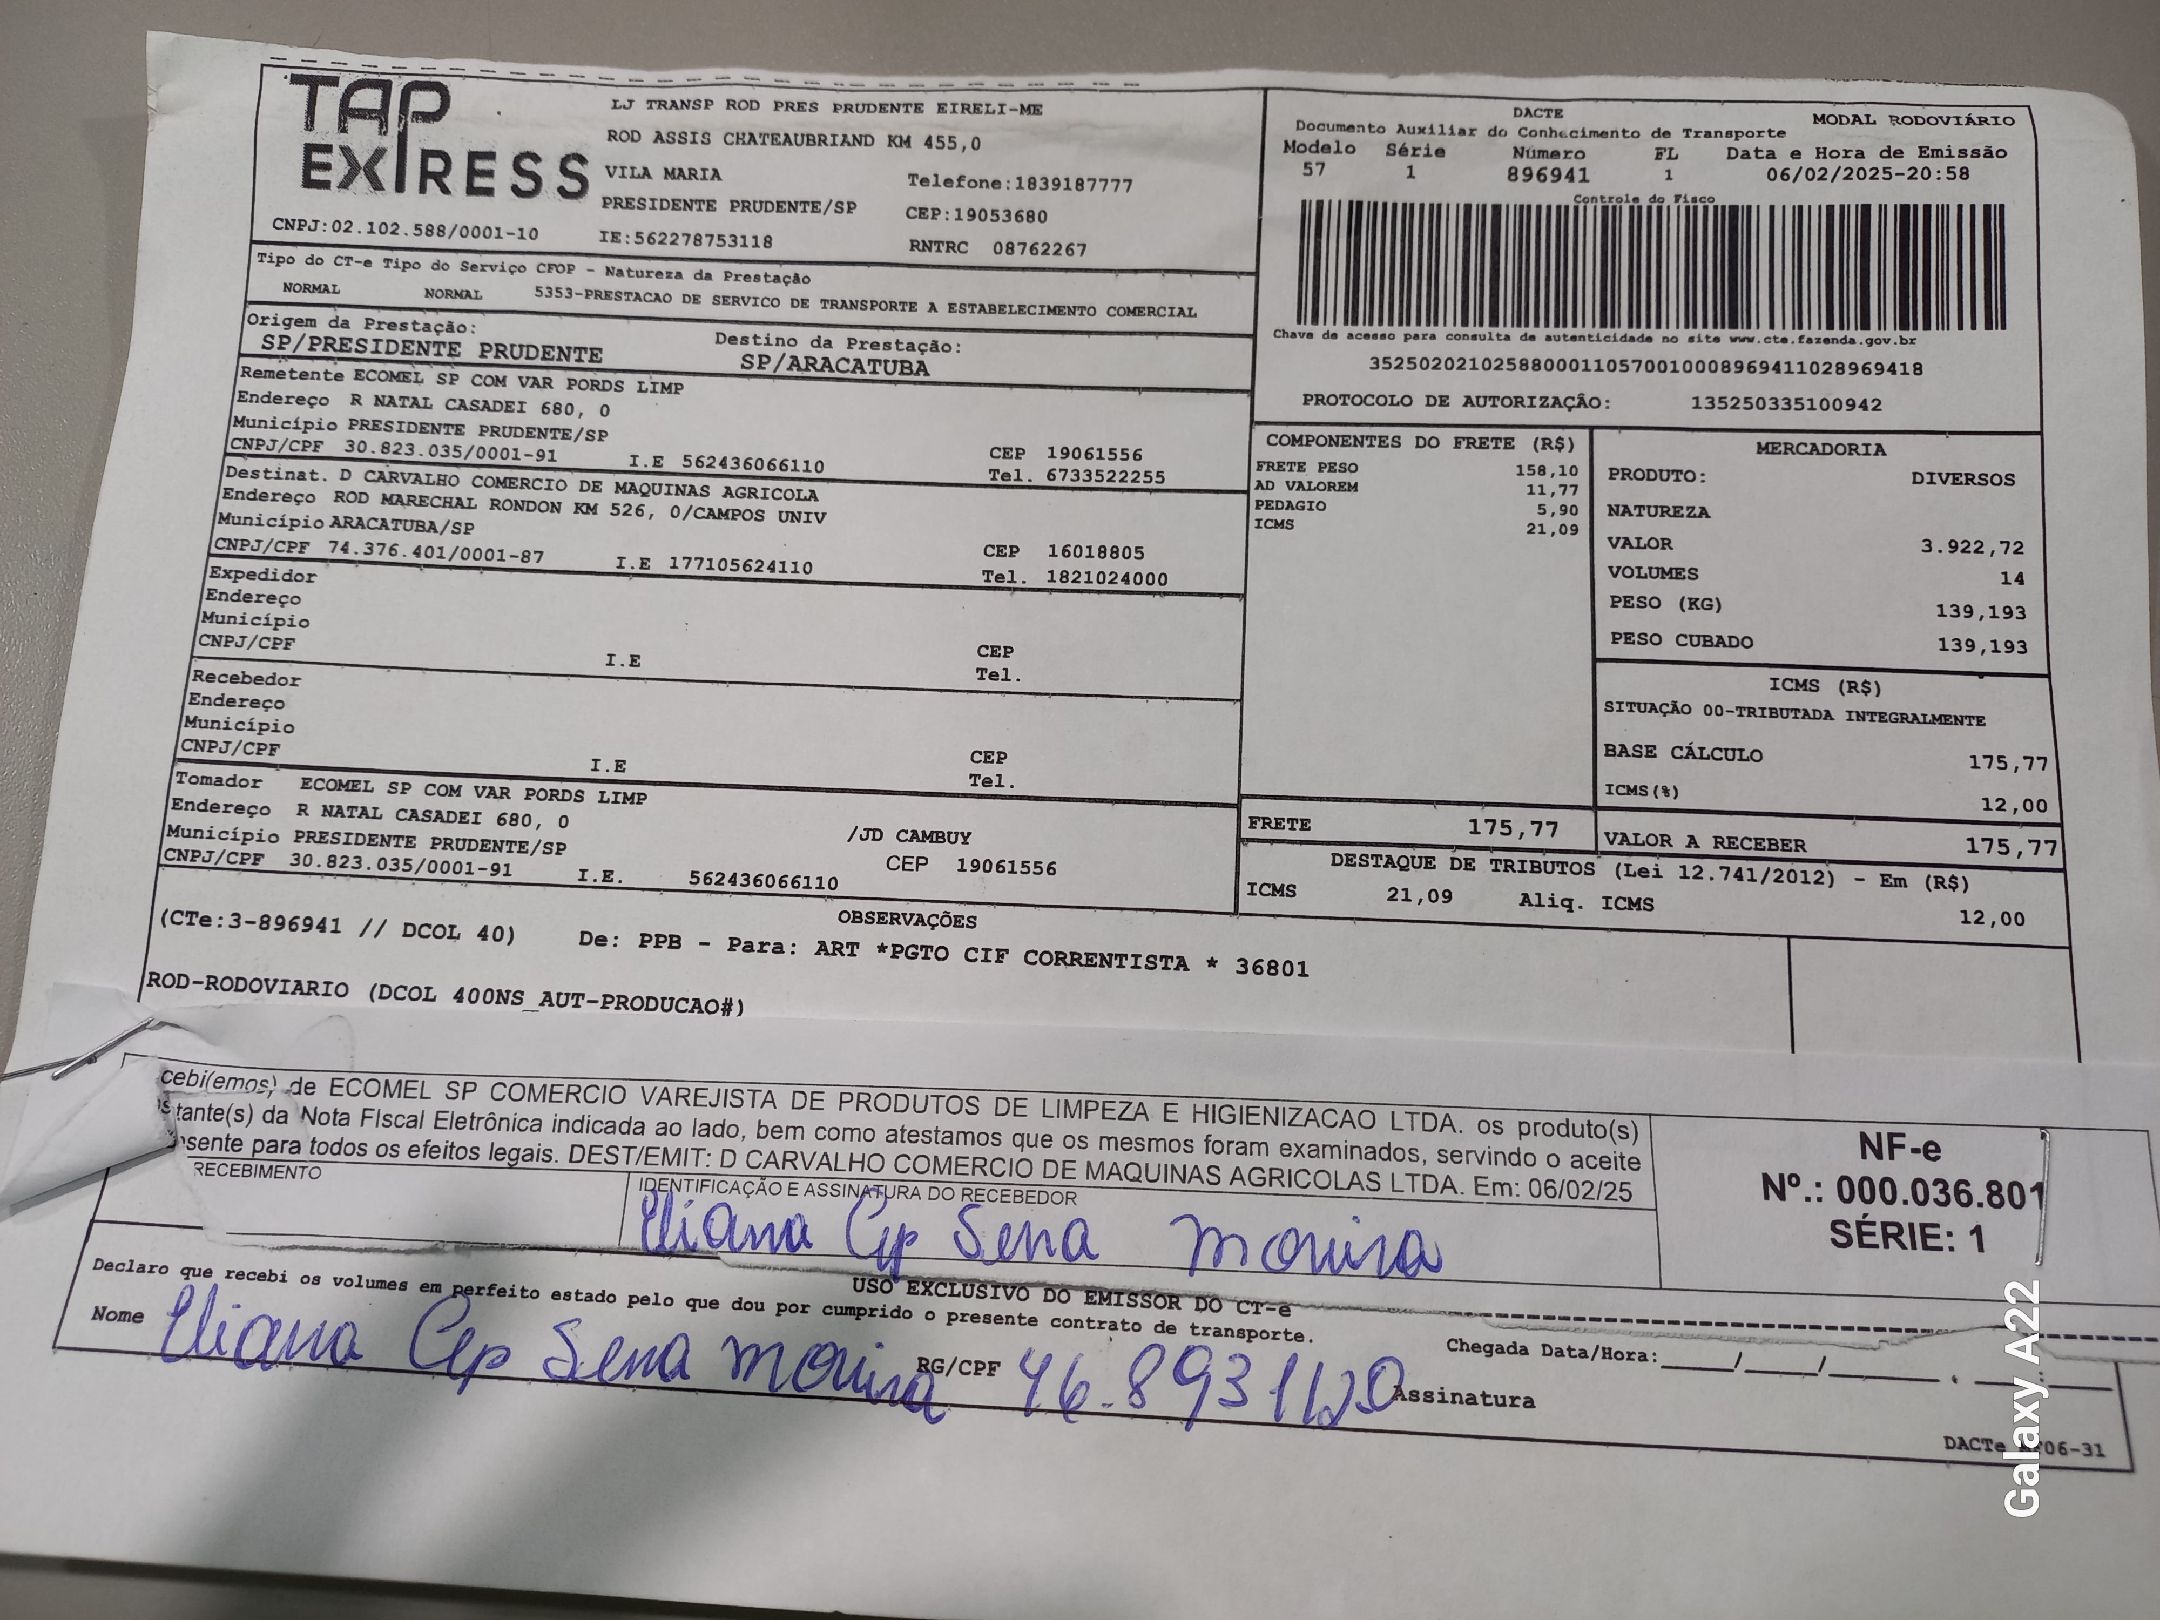 TAP EXPRESS
LJ TRANSP ROD PRES PRUDENTE EIRELI-ME
ROD ASSIS CHATEAUBRIAND KM 455,0
VILA MARIA Telefone:1839187777
PRESIDENTE PRUDENTE/SP CEP:19053680
CNPJ:02.102.588/0001-10 IE:562278753118 RNTRC 08762267
DACTE MODAL RODOVIÁRIO
Documento Auxiliar do Conhecimento de Transporte
Modelo Série Número FL Data e Hora de Emissão
57 1 896941 1 06/02/2025-20:58
Controle do Fisco
Chave de acesso para consulta de autenticidade no site www.cte.fazenda.gov.br
35250202102588000110570010008969411028969418
PROTOCOLO DE AUTORIZAÇÃO: 135250335100942
Tipo do CT-e Tipo do Serviço CFOP - Natureza da Prestação
NORMAL NORMAL 5353-PRESTACAO DE SERVICO DE TRANSPORTE A ESTABELECIMENTO COMERCIAL
Origem da Prestação: Destino da Prestação:
SP/PRESIDENTE PRUDENTE SP/ARACATUBA
Remetente ECOMEL SP COM VAR PORDS LIMP
Endereço R NATAL CASADEI 680, 0
Município PRESIDENTE PRUDENTE/SP CEP 19061556
CNPJ/CPF 30.823.035/0001-91 I.E 562436066110 Tel. 6733522255
Destinat. D CARVALHO COMERCIO DE MAQUINAS AGRICOLA
Endereço ROD MARECHAL RONDON KM 526, 0/CAMPOS UNIV
Município ARACATUBA/SP CEP 16018805
CNPJ/CPF 74.376.401/0001-87 I.E 177105624110 Tel. 1821024000
Expedidor
Endereço
Município CEP
CNPJ/CPF I.E Tel.
Recebedor
Endereço
Município CEP
CNPJ/CPF I.E Tel.
Tomador ECOMEL SP COM VAR PORDS LIMP
Endereço R NATAL CASADEI 680, 0 /JD CAMBUY
Município PRESIDENTE PRUDENTE/SP CEP 19061556
CNPJ/CPF 30.823.035/0001-91 I.E. 562436066110
COMPONENTES DO FRETE (R$)
FRETE PESO 158,10
AD VALOREM 11,77
PEDAGIO 5,90
ICMS 21,09
FRETE 175,77
MERCADORIA
PRODUTO: DIVERSOS
NATUREZA
VALOR 3.922,72
VOLUMES 14
PESO (KG) 139,193
PESO CUBADO 139,193
ICMS (R$)
SITUAÇÃO 00-TRIBUTADA INTEGRALMENTE
BASE CÁLCULO 175,77
ICMS(%) 12,00
VALOR A RECEBER 175,77
DESTAQUE DE TRIBUTOS (Lei 12.741/2012) - Em (R$)
ICMS 21,09 Aliq. ICMS 12,00
OBSERVAÇÕES
(CTe:3-896941 // DCOL 40) De: PPB - Para: ART *PGTO CIF CORRENTISTA * 36801
ROD-RODOVIARIO (DCOL 400NS_AUT-PRODUCAO#)
cebi(emos) de ECOMEL SP COMERCIO VAREJISTA DE PRODUTOS DE LIMPEZA E HIGIENIZACAO LTDA. os produto(s)
tante(s) da Nota FIscal Eletrônica indicada ao lado, bem como atestamos que os mesmos foram examinados, servindo o aceite
sente para todos os efeitos legais. DEST/EMIT: D CARVALHO COMERCIO DE MAQUINAS AGRICOLAS LTDA. Em: 06/02/25
RECEBIMENTO IDENTIFICAÇÃO E ASSINATURA DO RECEBEDOR
Eliana Ap Sena Moura
NF-e
Nº.: 000.036.801
SÉRIE: 1
USO EXCLUSIVO DO EMISSOR DO CT-e
Declaro que recebi os volumes em perfeito estado pelo que dou por cumprido o presente contrato de transporte.
Nome Eliana Ap Sena Moura RG/CPF Assinatura
Chegada Data/Hora:____/____/______ . ___:____
DACTe 06-31
Galaxy A22